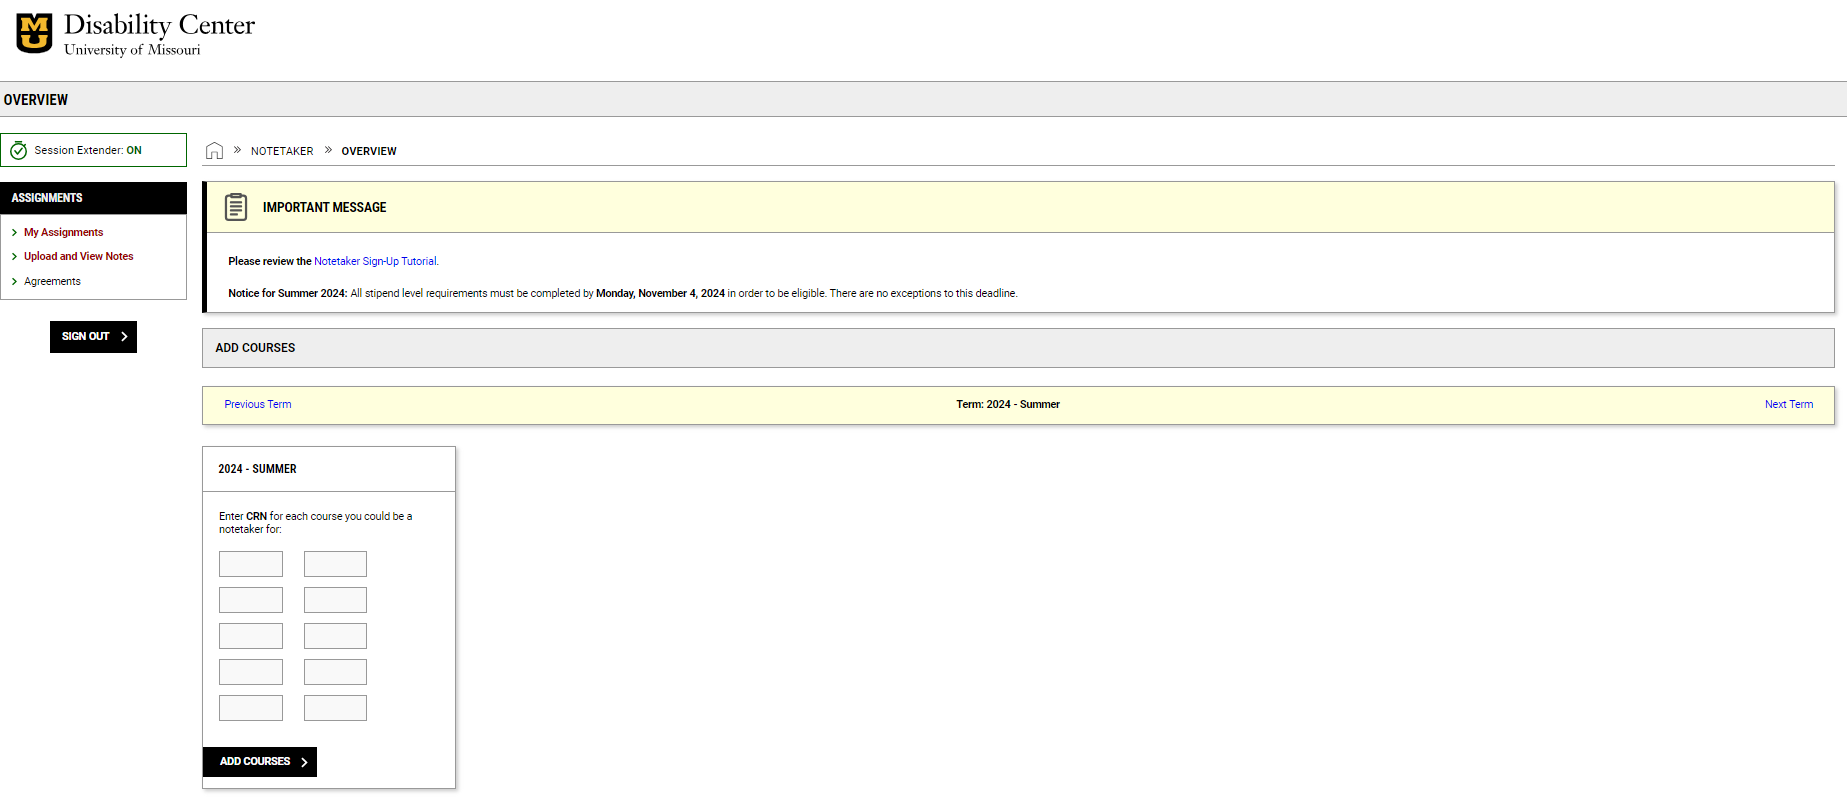 MU
Disability Center
University of Missouri
OVERVIEW
Session Extender: ON
ASSIGNMENTS
My Assignments
Upload and View Notes
Agreements
SIGN OUT
NOTETAKER » OVERVIEW
IMPORTANT MESSAGE
Please review the Notetaker Sign-Up Tutorial.
Notice for Summer 2024: All stipend level requirements must be completed by Monday, November 4, 2024 in order to be eligible. There are no exceptions to this deadline.
ADD COURSES
Previous Term Term: 2024 - Summer Next Term
2024 - SUMMER
Enter CRN for each course you could be a
notetaker for:
ADD COURSES